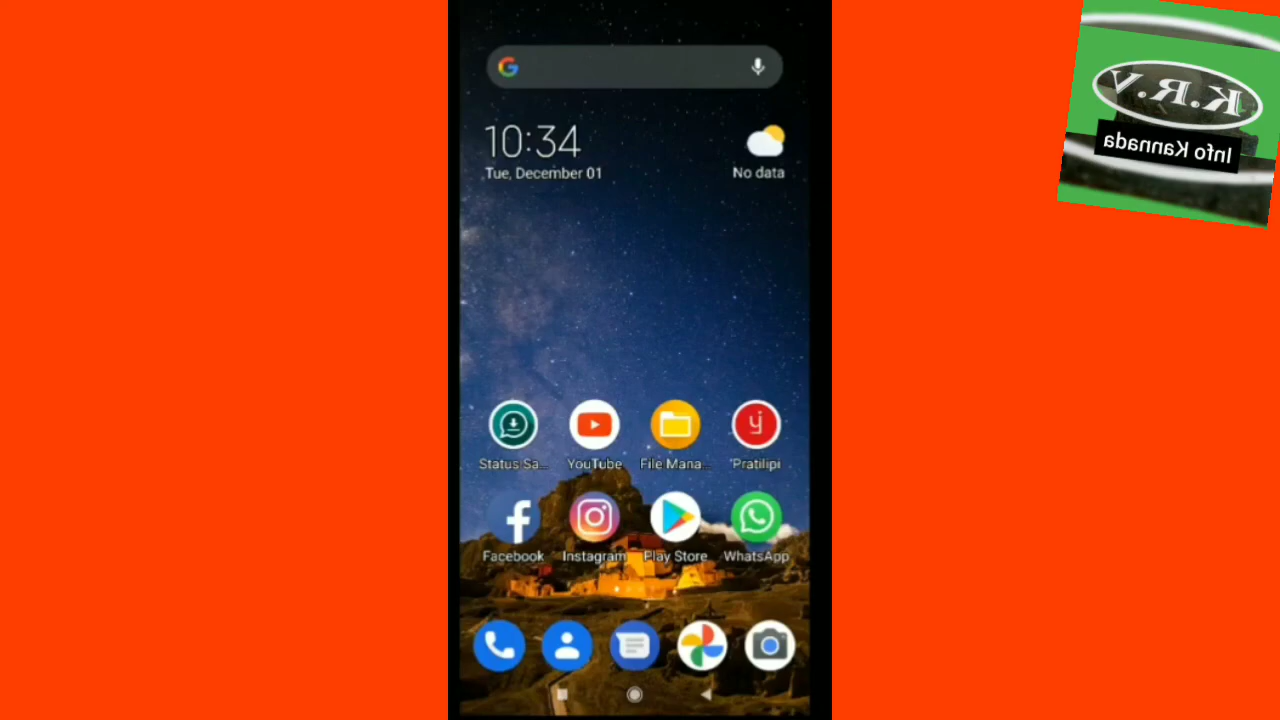 10:34
Tue, December 01
No data
Status Sa...
YouTube
File Mana...
Pratilipi
Facebook
Instagram
Play Store
WhatsApp
K.R.V
Info Kannada